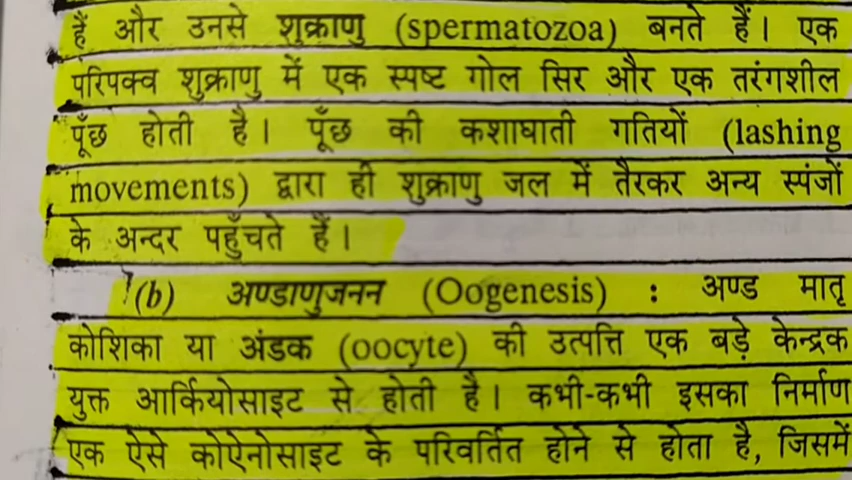 हैं और उनसे शुक्राणु (spermatozoa) बनते हैं। एक
परिपक्व शुक्राणु में एक स्पष्ट गोल सिर और एक तरंगशील
पूँछ होती है। पूँछ की कशाघाती गतियों (lashing
movements) द्वारा ही शुक्राणु जल में तैरकर अन्य स्पंजों
के अन्दर पहुँचते हैं।
(b) अण्डाणुजनन (Oogenesis) : अण्ड मातृ
कोशिका या अंडक (oocyte) की उत्पत्ति एक बड़े केन्द्रक
युक्त आर्कियोसाइट से होती है। कभी-कभी इसका निर्माण
एक ऐसे कोऐनोसाइट के परिवर्तित होने से होता है, जिसमें